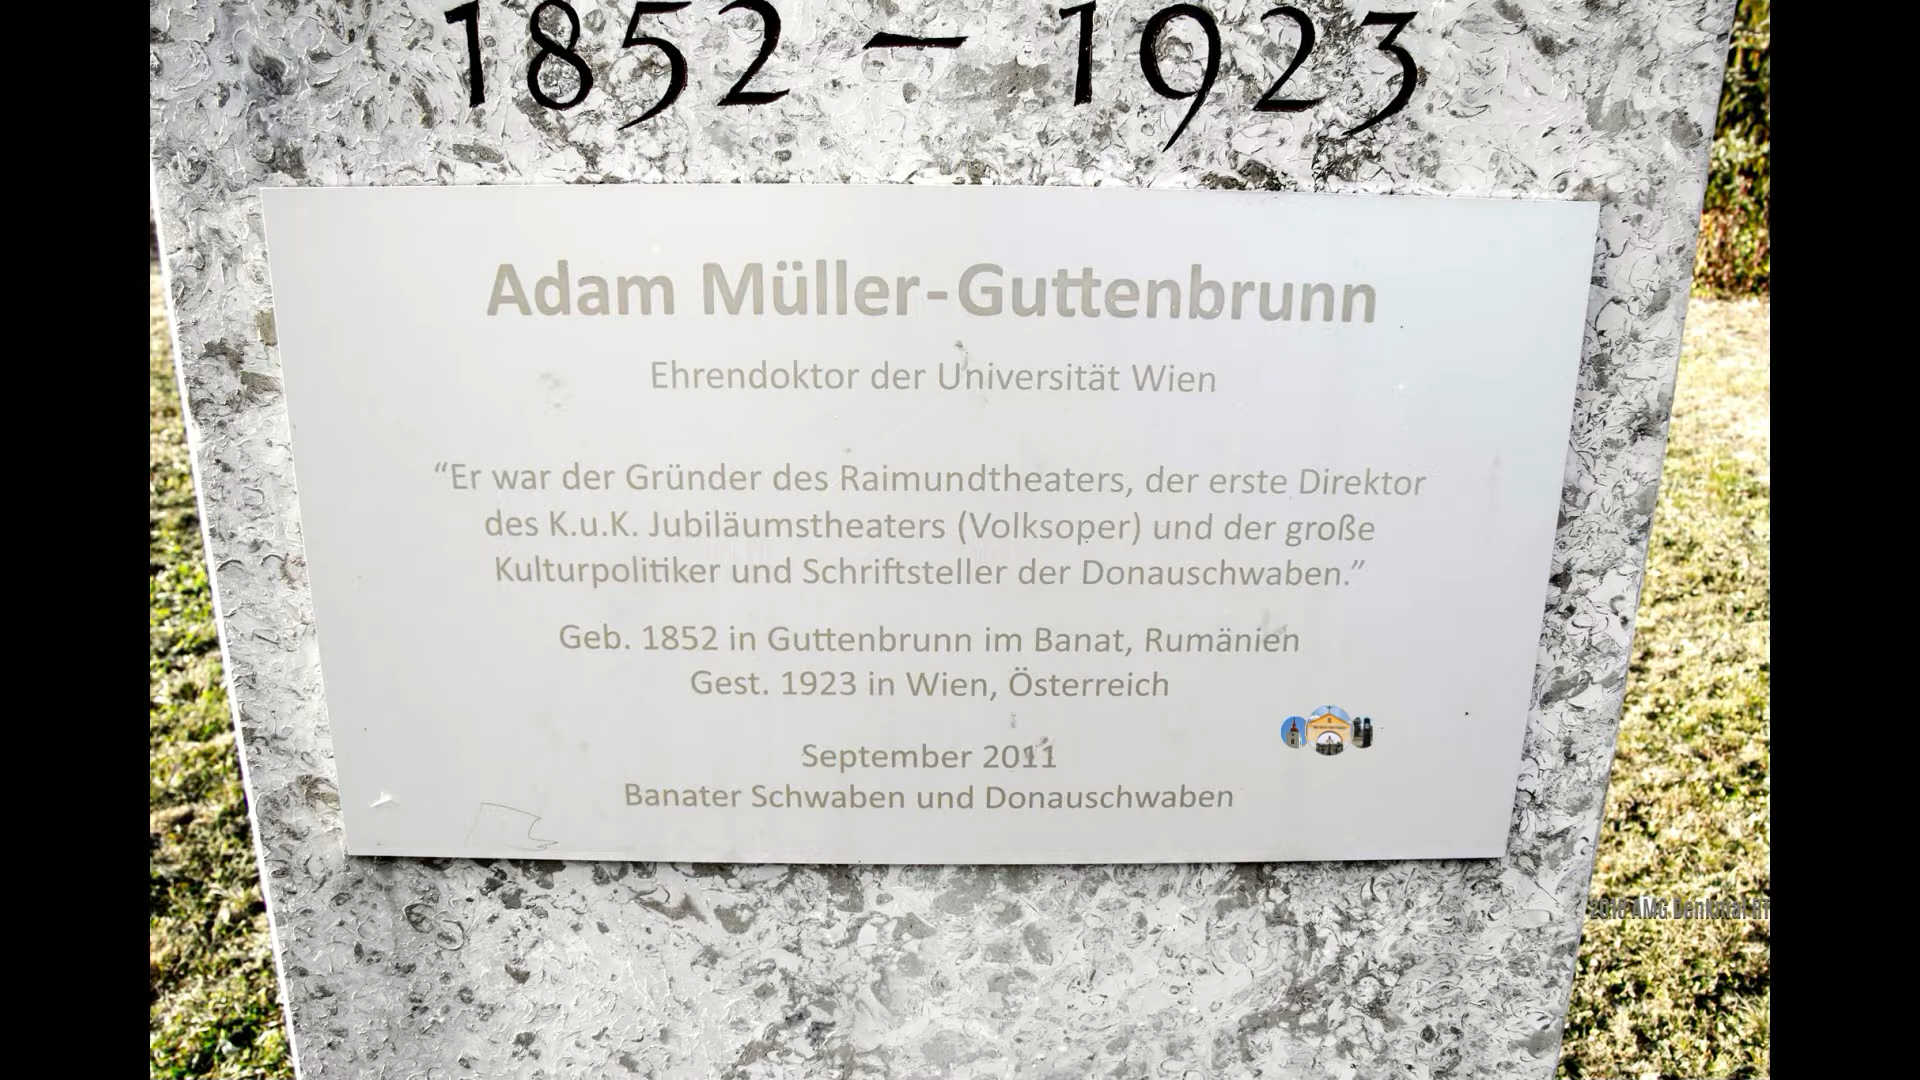 1852 – 1923
Adam Müller-Guttenbrunn
Ehrendoktor der Universität Wien
“Er war der Gründer des Raimundtheaters, der erste Direktor
des K.u.K. Jubiläumstheaters (Volksoper) und der große
Kulturpolitiker und Schriftsteller der Donauschwaben.”
Geb. 1852 in Guttenbrunn im Banat, Rumänien
Gest. 1923 in Wien, Österreich
September 2011
Banater Schwaben und Donauschwaben
AMG Denkmal